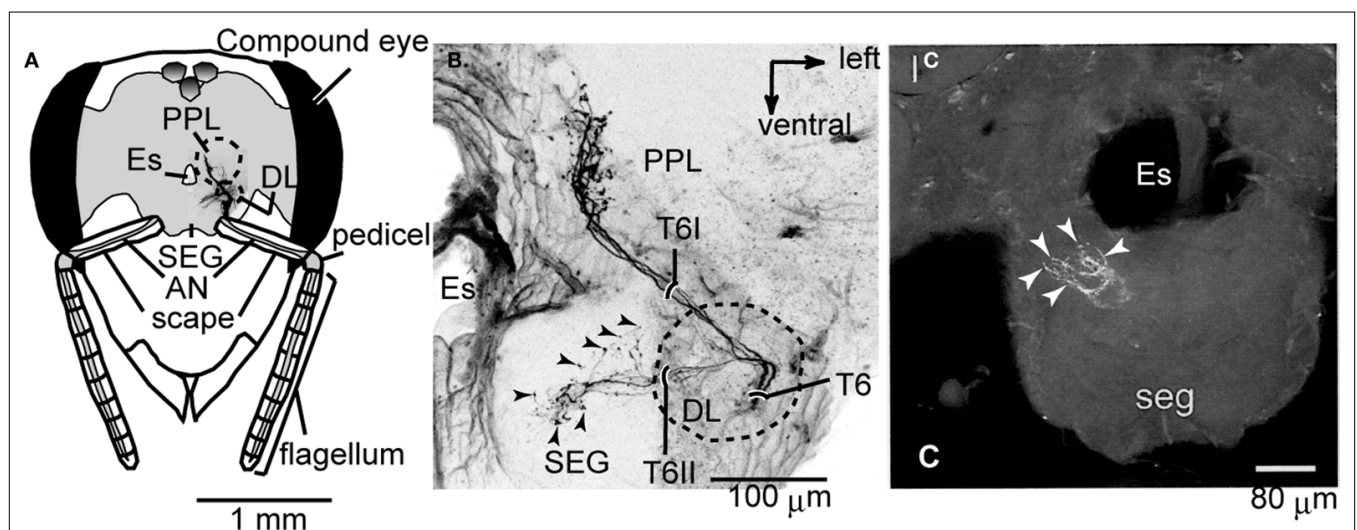 A
Compound eye
PPL
Es
DL
pedicel
SEG
AN
scape
flagellum
1 mm
B
left
ventral
PPL
T6I
Es
T6
DL
SEG
T6II
100 µm
C
Es
seg
C
80 µm